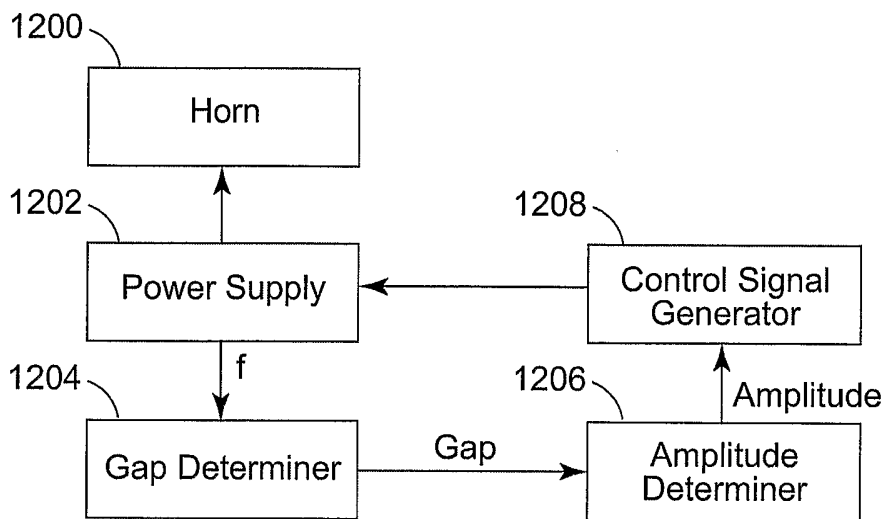 1200
Horn
1202
1208
Power Supply
Control Signal
Generator
1204
f
1206
Amplitude
Gap Determiner
Gap
Amplitude
Determiner